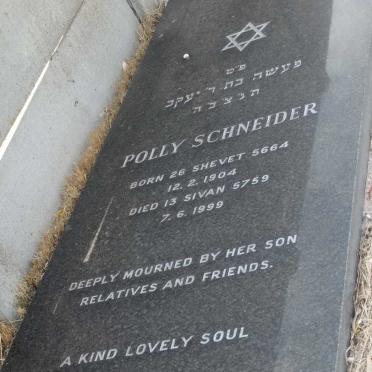 פ״ט
פעשה בת ר׳ יעקב
תנצבה
POLLY SCHNEIDER
BORN 26 SHEVET 5664
12.2.1904
DIED 13 SIVAN 5759
7.6.1999
DEEPLY MOURNED BY HER SON
RELATIVES AND FRIENDS.
A KIND LOVELY SOUL